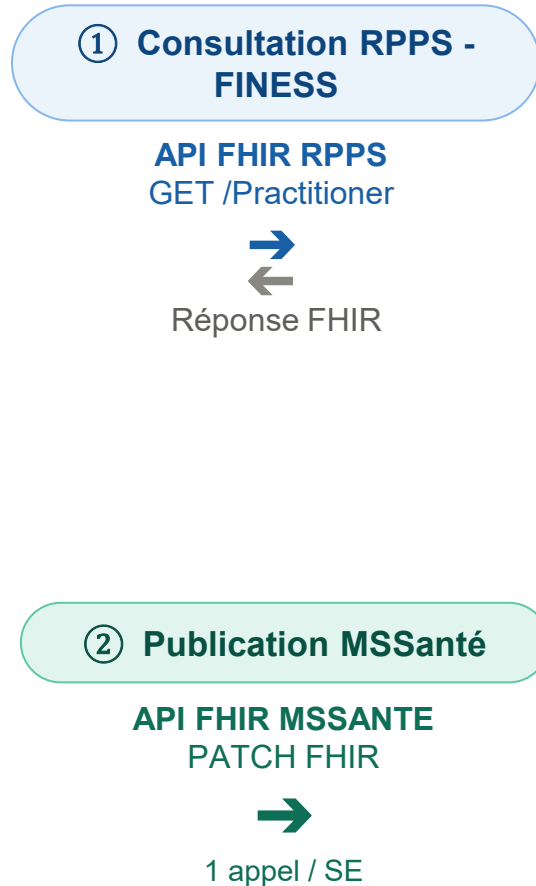 ① Consultation RPPS -
FINESS
API FHIR RPPS
GET /Practitioner
Réponse FHIR
② Publication MSSanté
API FHIR MSSANTE
PATCH FHIR
1 appel / SE